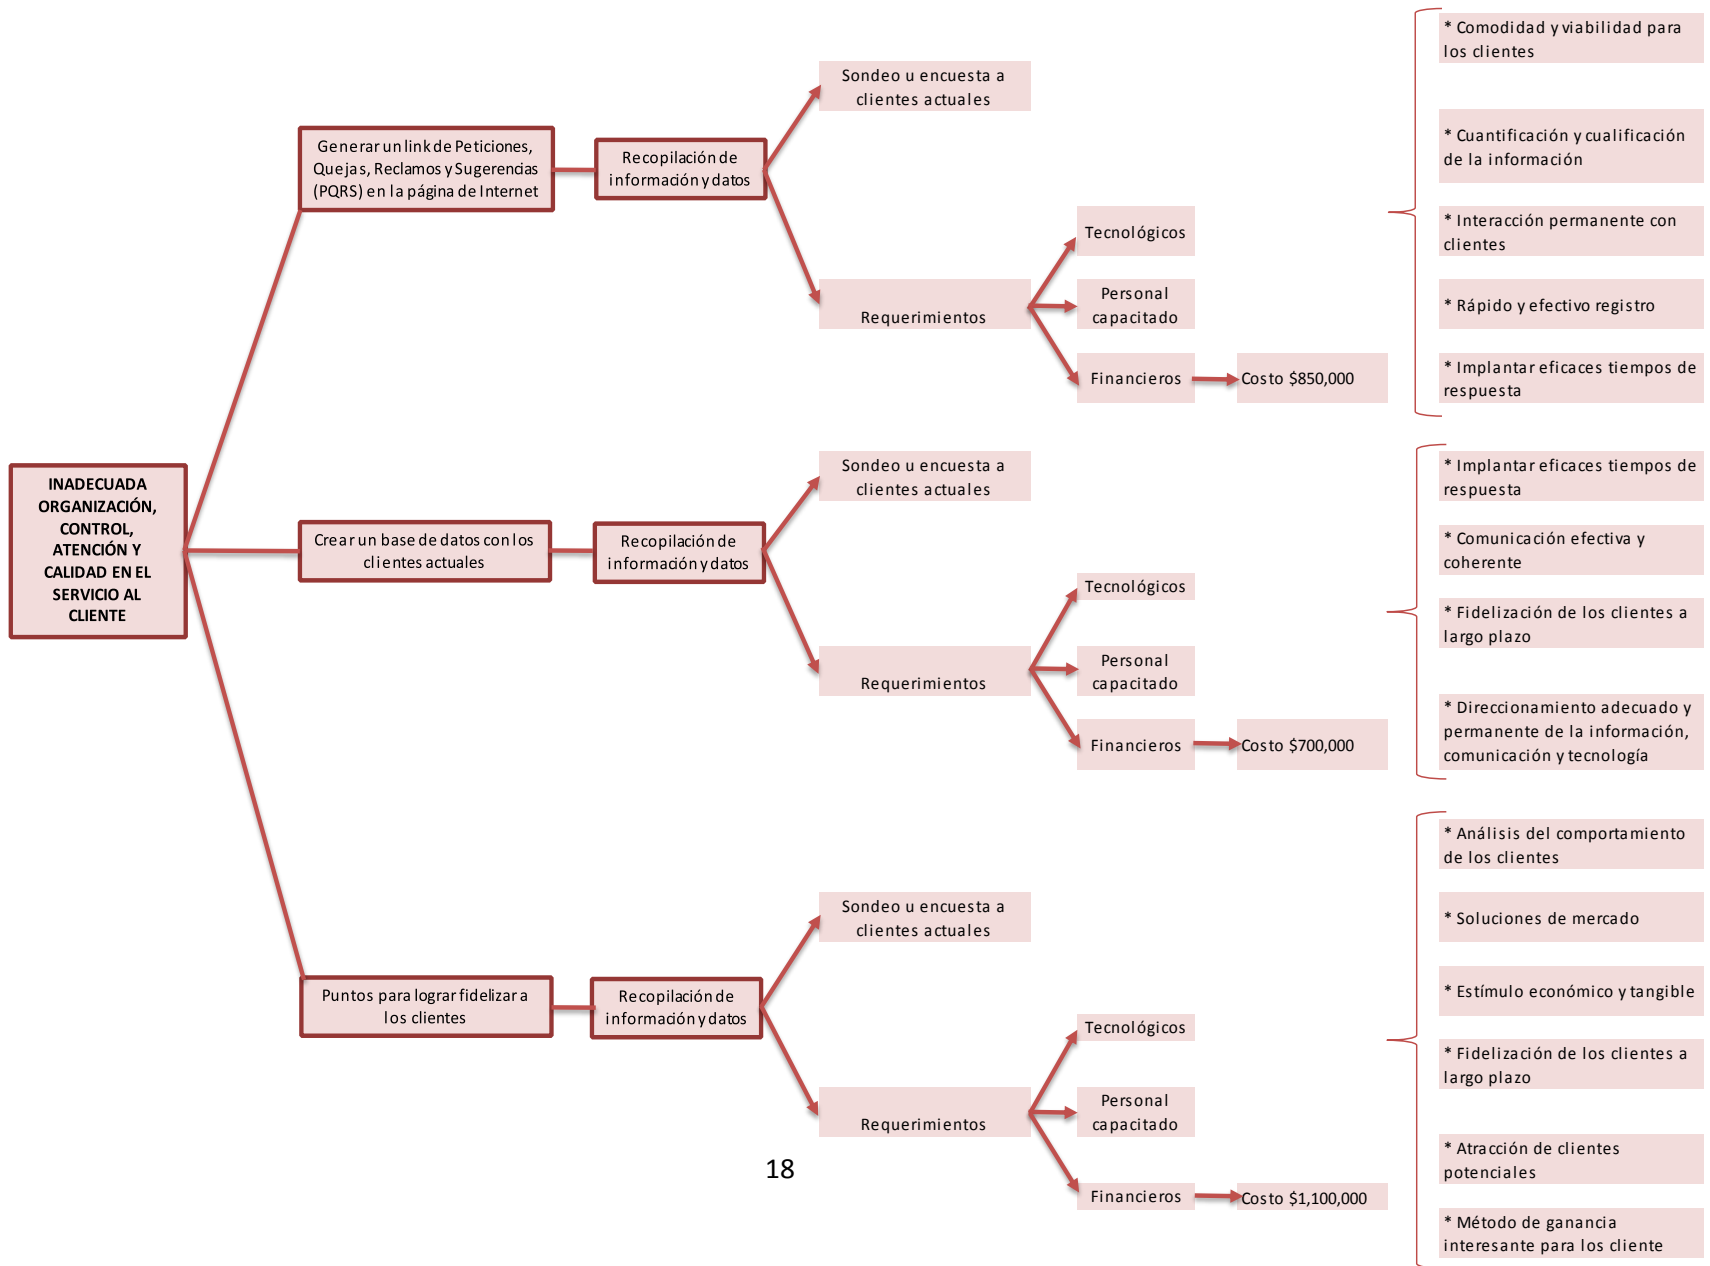 INADECUADA
ORGANIZACIÓN,
CONTROL,
ATENCIÓN Y
CALIDAD EN EL
SERVICIO AL
CLIENTE
Generar un link de Peticiones,
Quejas, Reclamos y Sugerencias
(PQRS) en la página de Internet
Recopilación de
información y datos
Sondeo u encuesta a
clientes actuales
Requerimientos
Tecnológicos
Personal
capacitado
Financieros
Costo $850,000
* Comodidad y viabilidad para
los clientes
* Cuantificación y cualificación
de la información
* Interacción permanente con
clientes
* Rápido y efectivo registro
* Implantar eficaces tiempos de
respuesta
Crear un base de datos con los
clientes actuales
Recopilación de
información y datos
Sondeo u encuesta a
clientes actuales
Requerimientos
Tecnológicos
Personal
capacitado
Financieros
Costo $700,000
* Implantar eficaces tiempos de
respuesta
* Comunicación efectiva y
coherente
* Fidelización de los clientes a
largo plazo
* Direccionamiento adecuado y
permanente de la información,
comunicación y tecnología
Puntos para lograr fidelizar a
los clientes
Recopilación de
información y datos
Sondeo u encuesta a
clientes actuales
Requerimientos
Tecnológicos
Personal
capacitado
Financieros
Costo $1,100,000
* Análisis del comportamiento
de los clientes
* Soluciones de mercado
* Estímulo económico y tangible
* Fidelización de los clientes a
largo plazo
* Atracción de clientes
potenciales
* Método de ganancia
interesante para los cliente
18